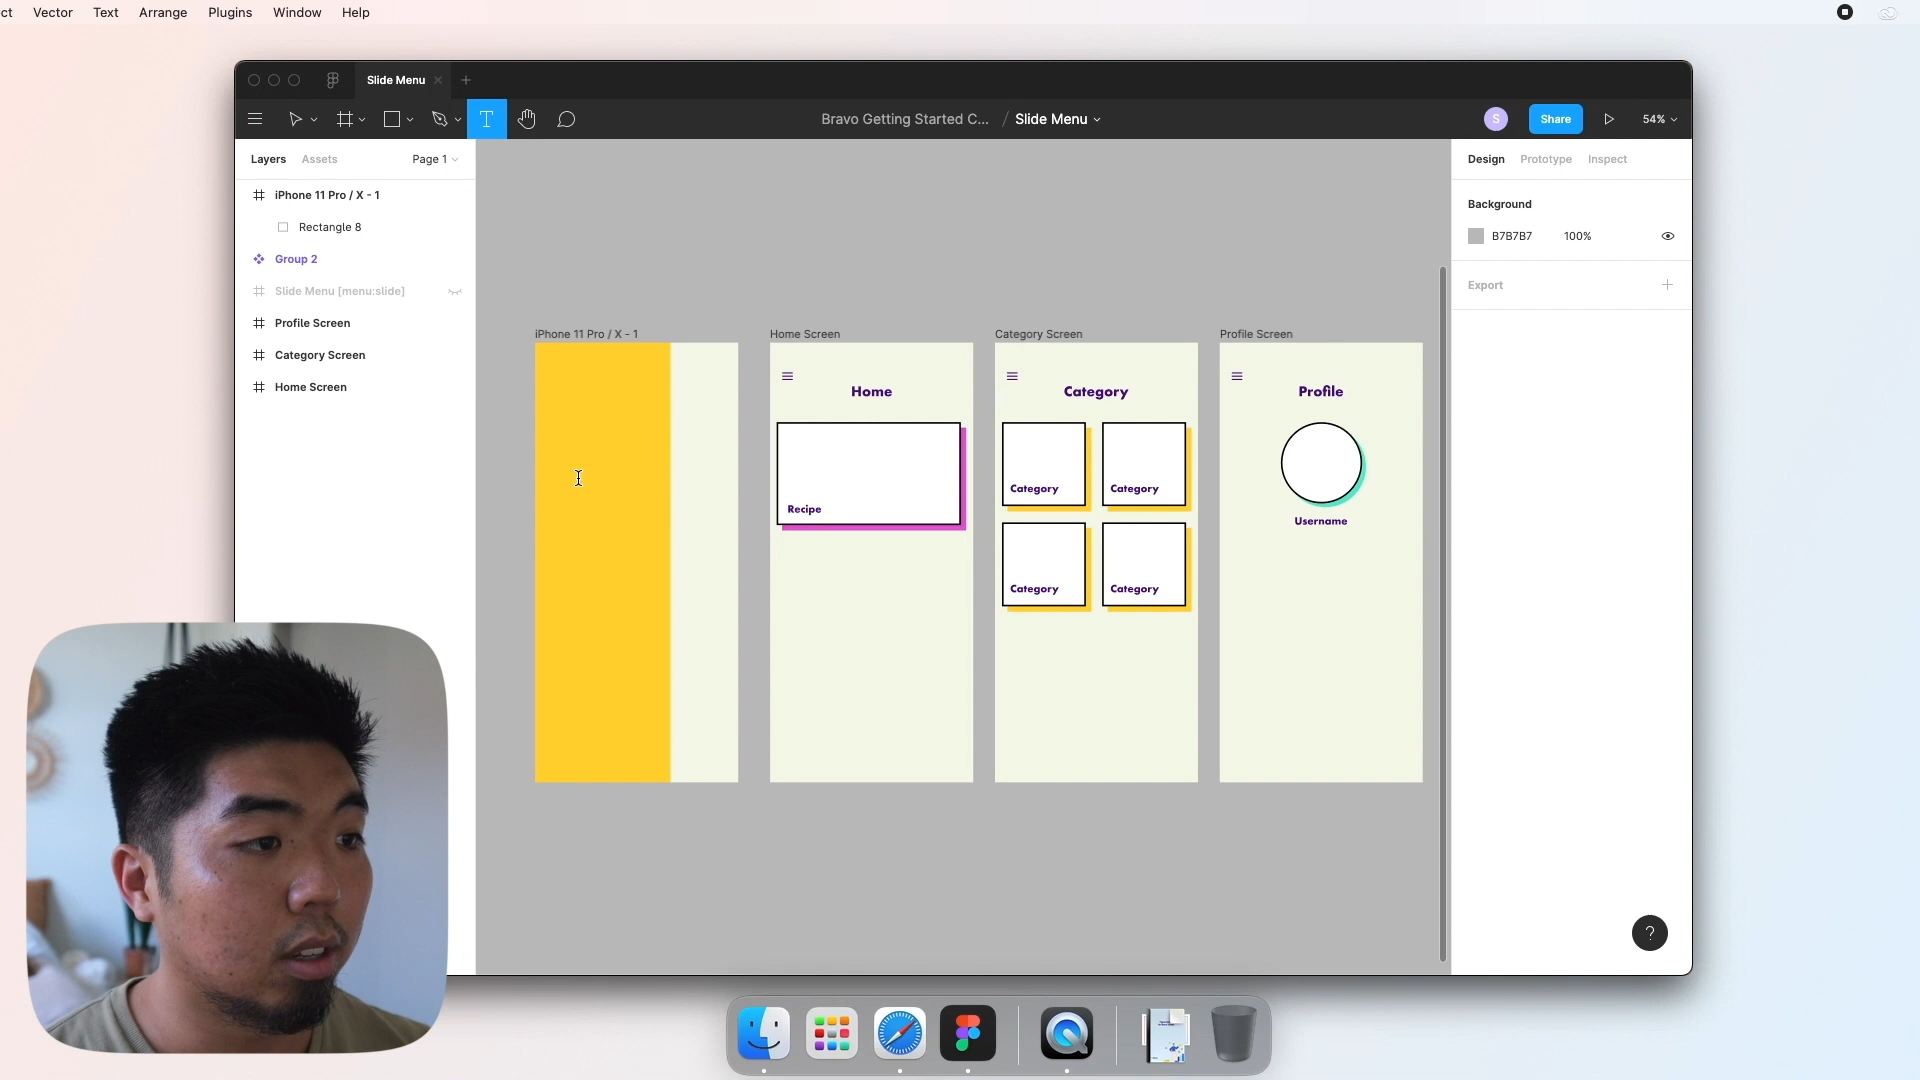 ct Vector Text Arrange Plugins Window Help
Slide Menu
Bravo Getting Started C... / Slide Menu
S
Share
54%
Layers Assets Page 1
Design Prototype Inspect
iPhone 11 Pro / X - 1
Rectangle 8
Group 2
Slide Menu [menu:slide]
Profile Screen
Category Screen
Home Screen
Background
B7B7B7 100%
Export
iPhone 11 Pro / X - 1
Home Screen
Category Screen
Profile Screen
Home
Recipe
Category
Category
Category
Category
Category
Profile
Username
?